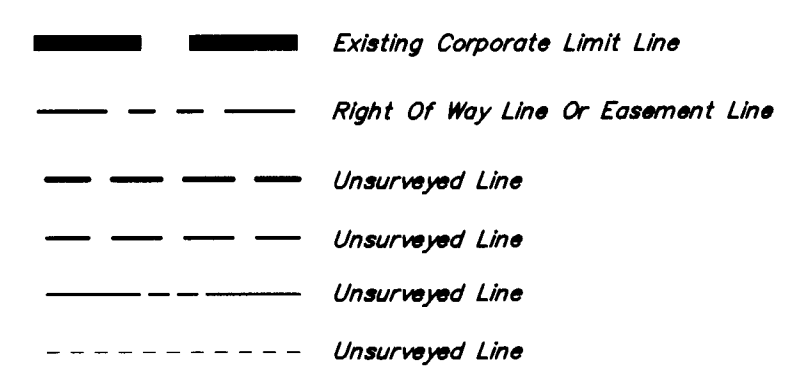 Existing Corporate Limit Line
Right Of Way Line Or Easement Line
Unsurveyed Line
Unsurveyed Line
Unsurveyed Line
Unsurveyed Line